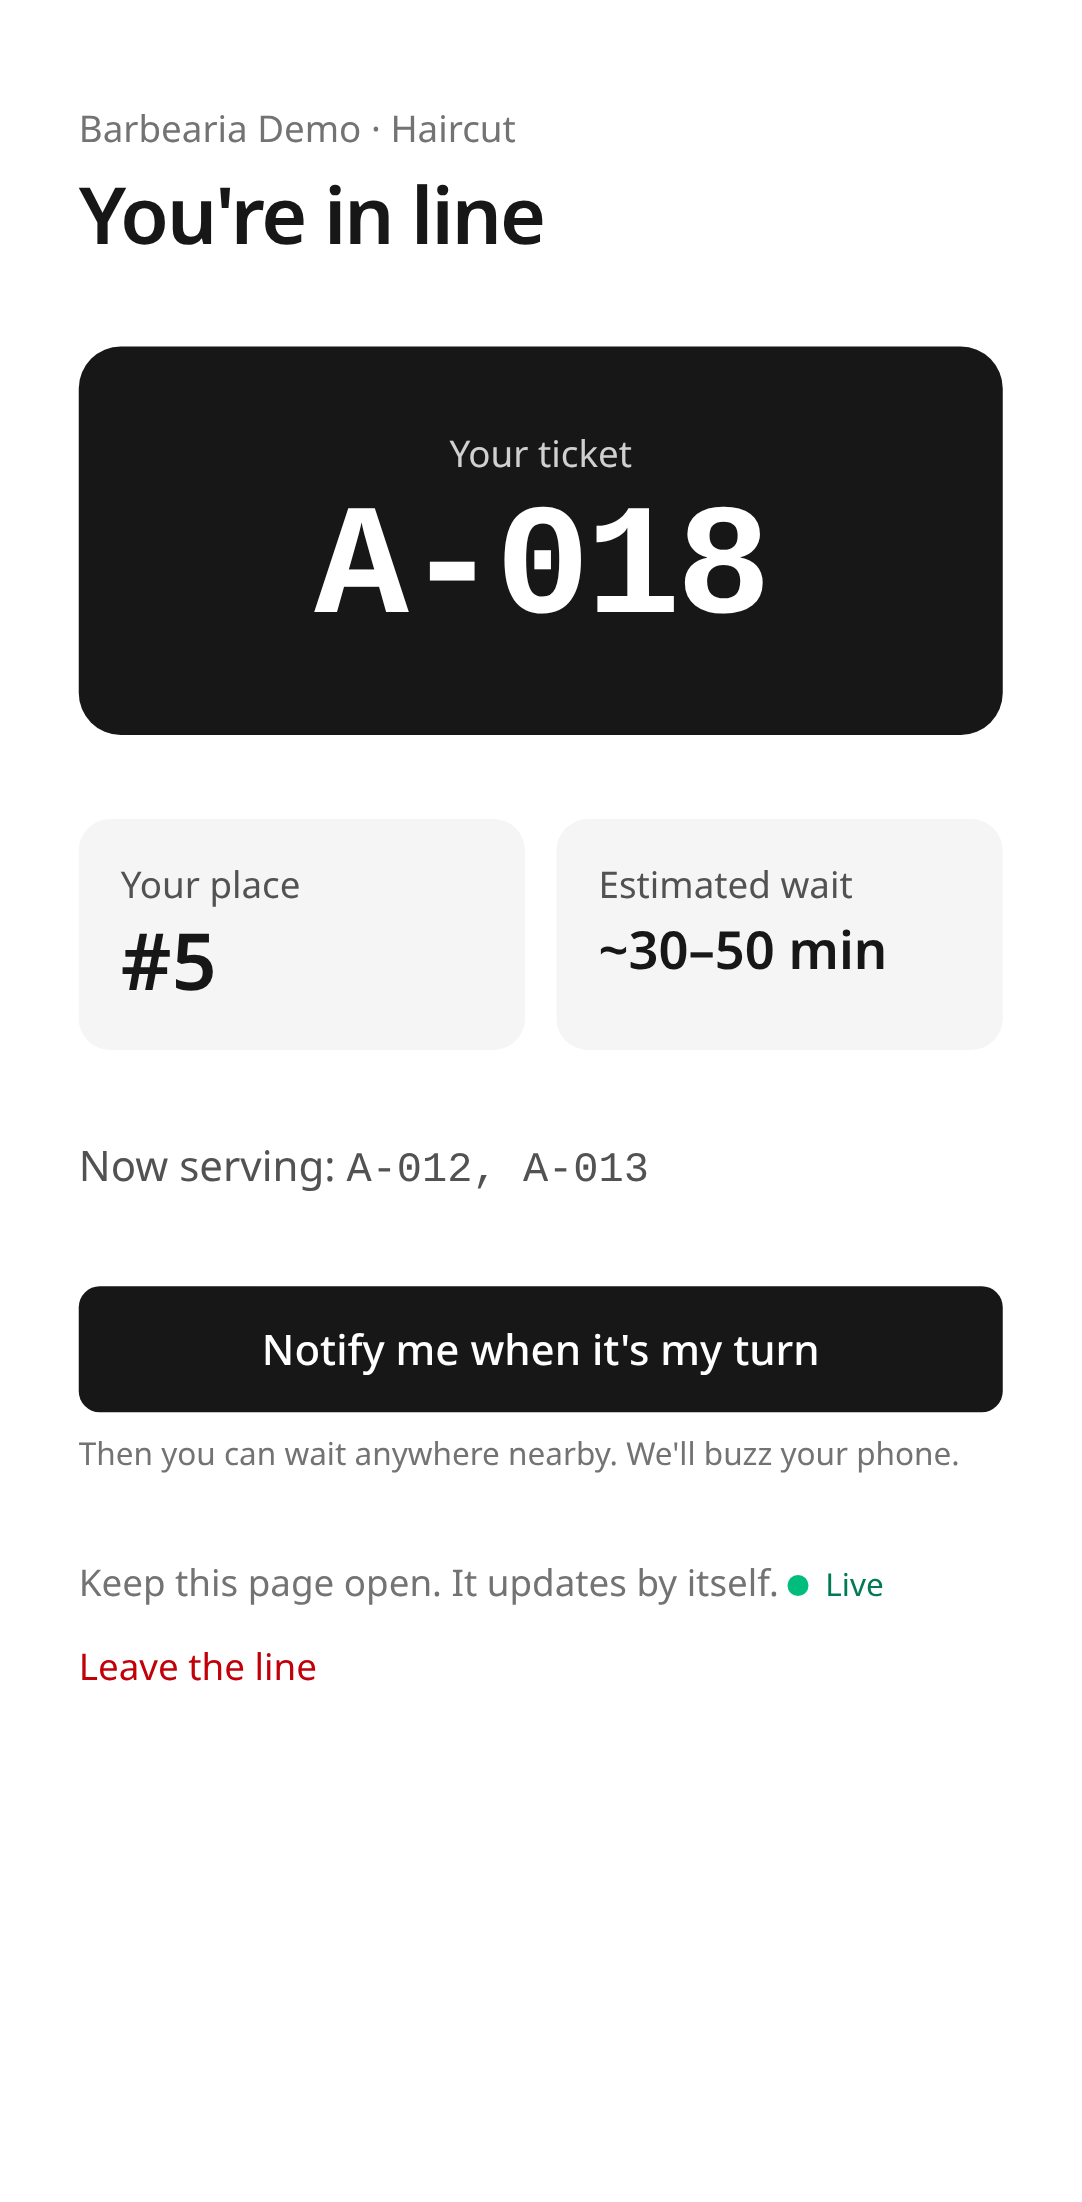 Barbearia Demo · Haircut
You're in line
Your ticket
A-018
Your place
#5
Estimated wait
~30–50 min
Now serving: A-012, A-013
Notify me when it's my turn
Then you can wait anywhere nearby. We'll buzz your phone.
Keep this page open. It updates by itself. Live
Leave the line